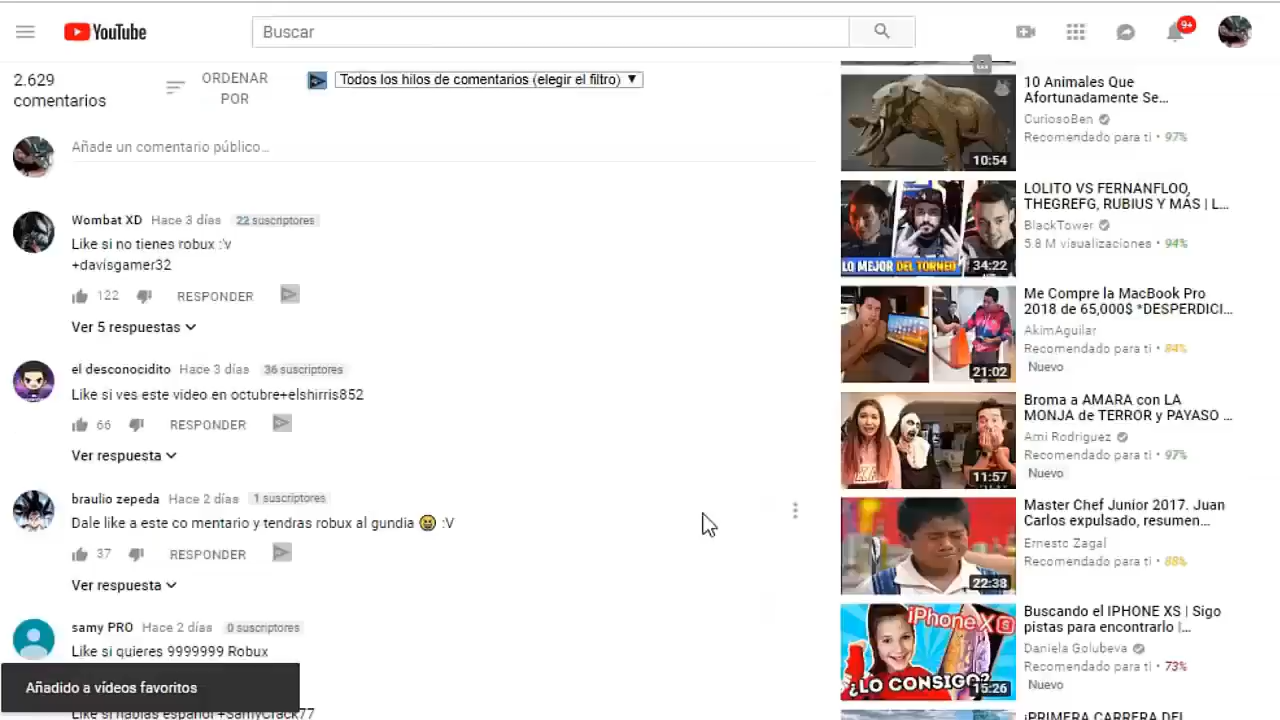 YouTube
Buscar
9+
2.629
comentarios
ORDENAR
POR
Todos los hilos de comentarios (elegir el filtro) ▼
Añade un comentario público...
Wombat XD Hace 3 días 22 suscriptores
Like si no tienes robux :'v
+davisgamer32
122 RESPONDER
Ver 5 respuestas
el desconocidito Hace 3 días 36 suscriptores
Like si ves este video en octubre+elshirris852
66 RESPONDER
Ver respuesta
braulio zepeda Hace 2 días 1 suscriptores
Dale like a este co mentario y tendras robux al gundia 😆 :V
37 RESPONDER
Ver respuesta
samy PRO Hace 2 días 0 suscriptores
Like si quieres 9999999 Robux
Like si hablas español +SamyCrack77
Añadido a vídeos favoritos
10:54
10 Animales Que
Afortunadamente Se...
CuriosoBen
Recomendado para ti • 97%
LO MEJOR DEL TORNEO
34:22
LOLITO VS FERNANFLOO,
THEGREFG, RUBIUS Y MÁS | L...
BlackTower
5.8 M visualizaciones • 94%
21:02
Me Compre la MacBook Pro
2018 de 65,000$ *DESPERDICI...
AkimAguilar
Recomendado para ti • 84%
Nuevo
11:57
Broma a AMARA con LA
MONJA de TERROR y PAYASO ...
Ami Rodriguez
Recomendado para ti • 97%
Nuevo
22:38
Master Chef Junior 2017. Juan
Carlos expulsado, resumen...
Ernesto Zagal
Recomendado para ti • 88%
iPhone XS
¿LO CONSIGO?
15:26
Buscando el IPHONE XS | Sigo
pistas para encontrarlo |...
Daniela Golubeva
Recomendado para ti • 73%
Nuevo
¡PRIMERA CARRERA DEL